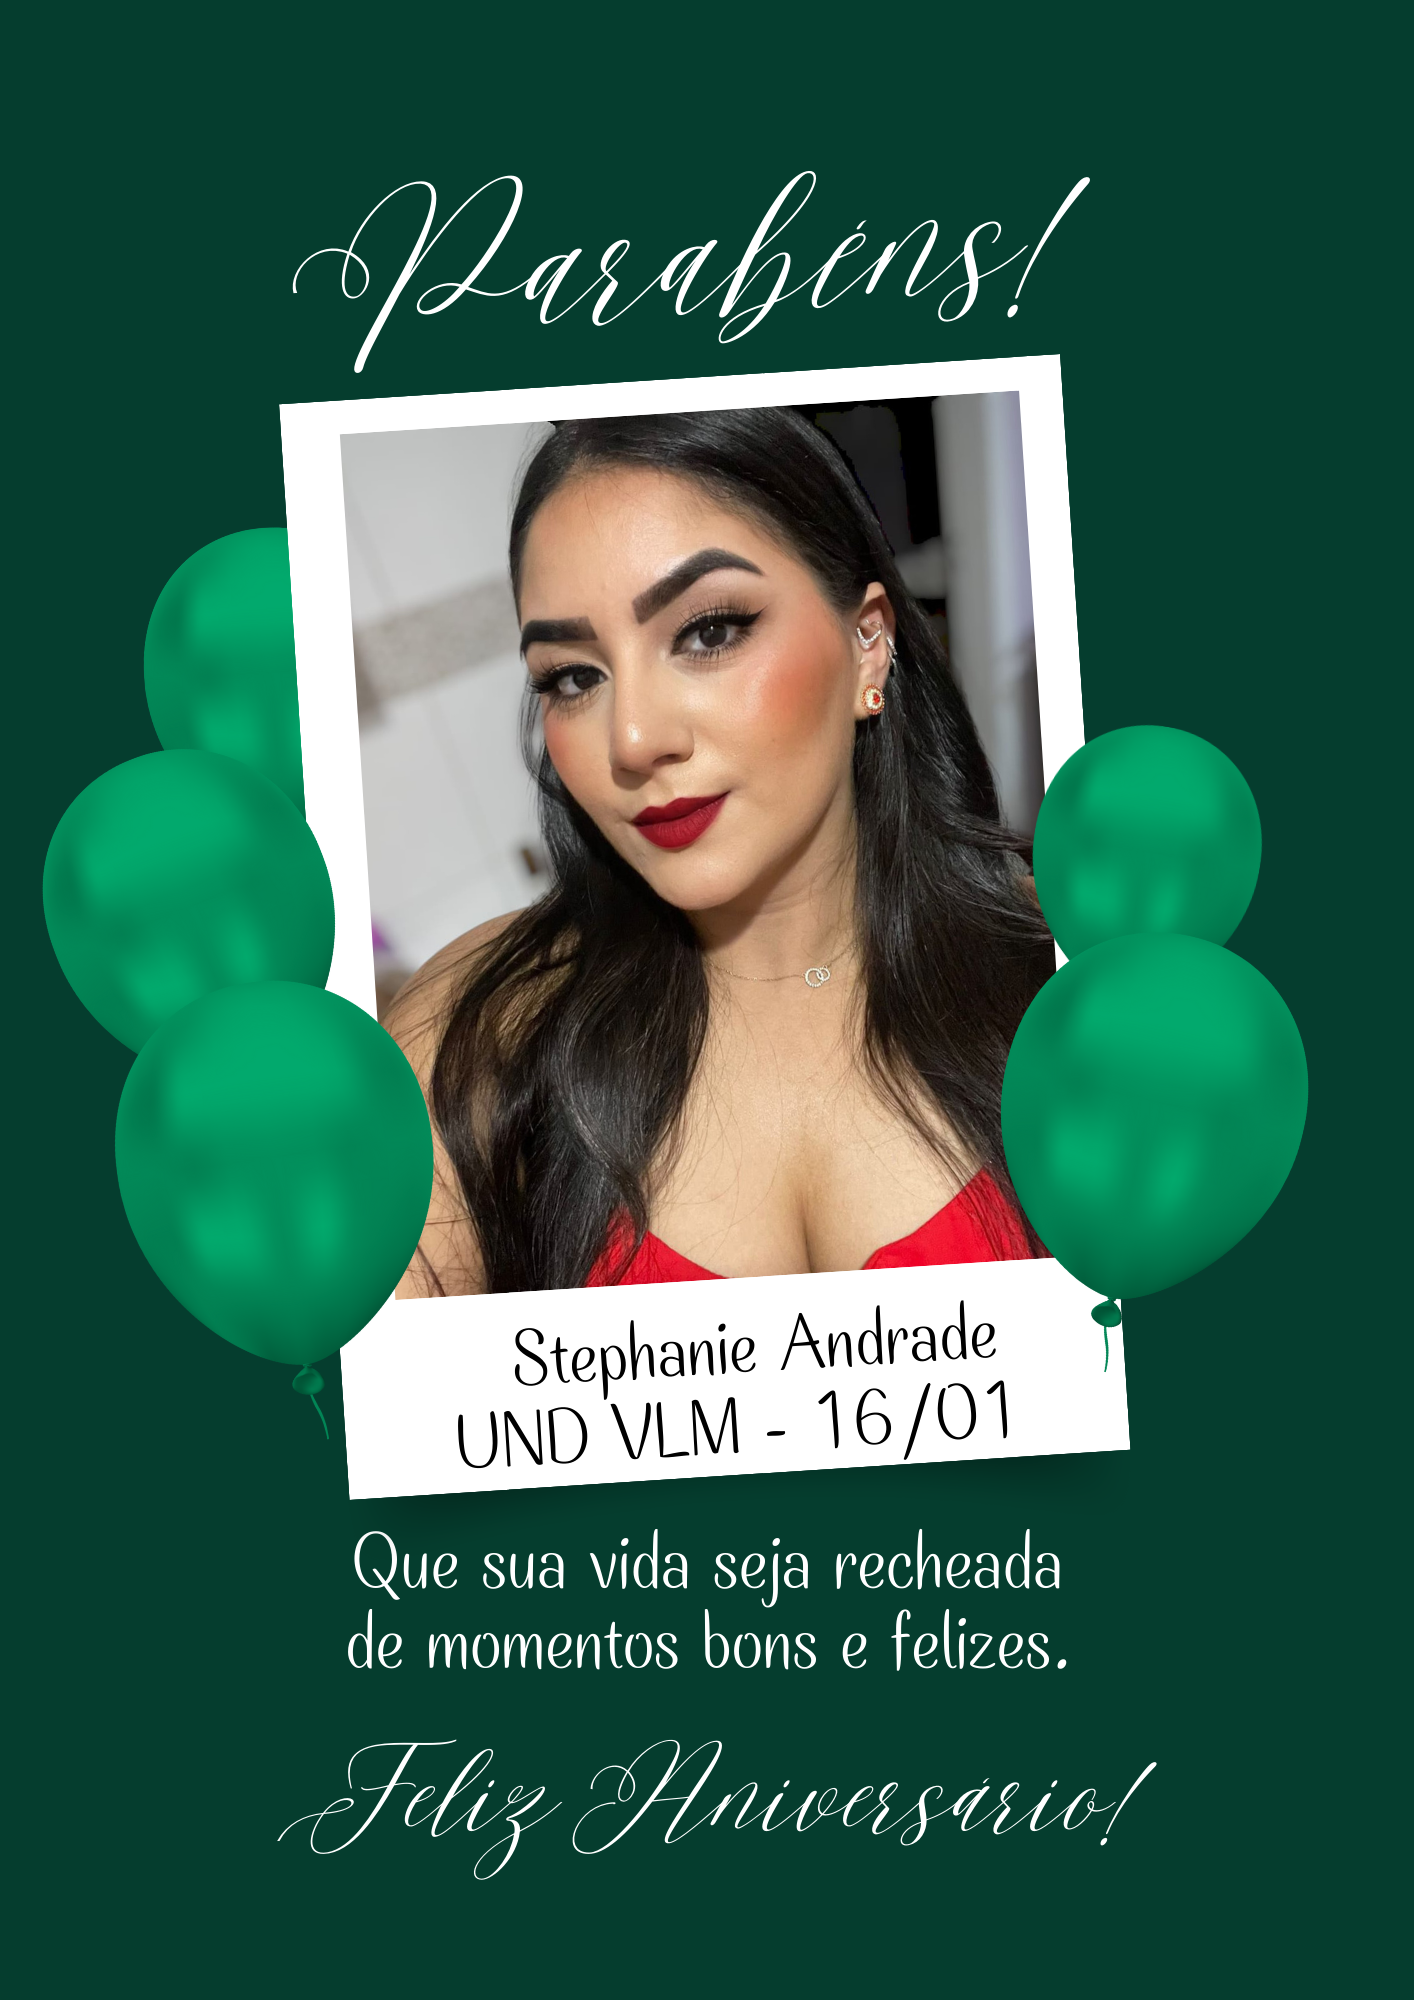 Parabéns!
Stephanie Andrade
UND VLM - 16/01
Que sua vida seja recheada
de momentos bons e felizes.
Feliz Aniversário!